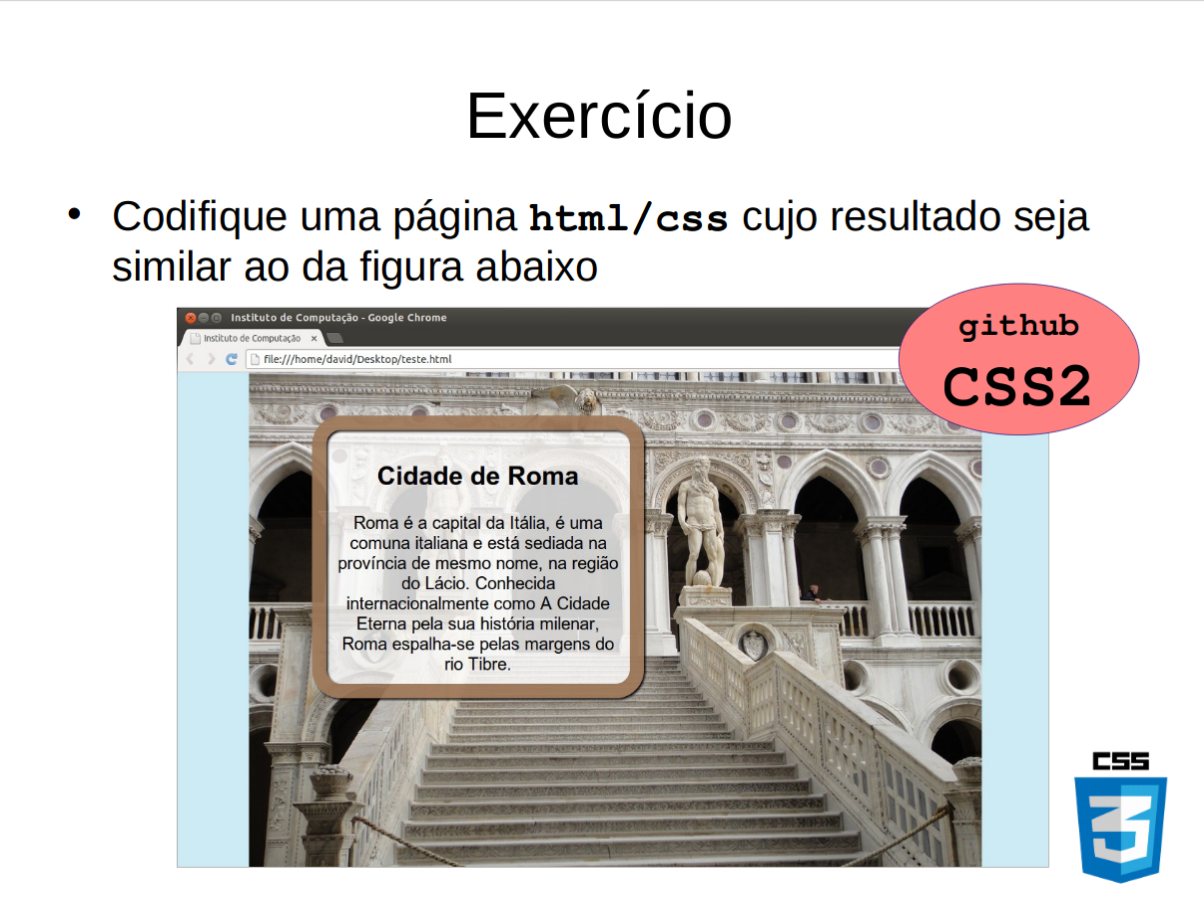 Exercício
• Codifique uma página html/css cujo resultado seja
similar ao da figura abaixo
github
CSS2
Instituto de Computação - Google Chrome
Instituto de Computação x
file:///home/david/Desktop/teste.html
Cidade de Roma
Roma é a capital da Itália, é uma
comuna italiana e está sediada na
província de mesmo nome, na região
do Lácio. Conhecida
internacionalmente como A Cidade
Eterna pela sua história milenar,
Roma espalha-se pelas margens do
rio Tibre.
CSS
3